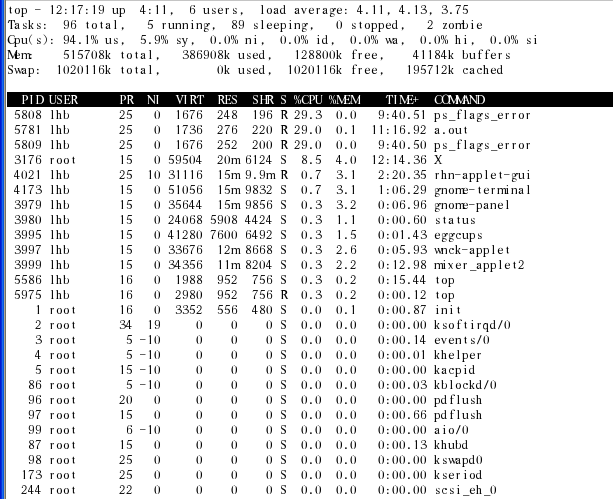 top - 12:17:19 up  4:11,  6 users,  load average: 4.11, 4.13, 3.75
Tasks:  96 total,   5 running,  89 sleeping,   0 stopped,   2 zombie
Cpu(s): 94.1% us,  5.9% sy,  0.0% ni,  0.0% id,  0.0% wa,  0.0% hi,  0.0% si
Mem:    515708k total,   386908k used,   128800k free,    41184k buffers
Swap:  1020116k total,        0k used,  1020116k free,   195712k cached
PID USER      PR  NI  VIRT  RES  SHR S %CPU %MEM    TIME+  COMMAND
5808 lhb       25   0  1676  248  196 R 29.3  0.0   9:40.51 ps_flags_error
5781 lhb       25   0  1736  276  220 R 29.0  0.1  11:16.92 a.out
5809 lhb       25   0  1676  252  200 R 29.0  0.0   9:40.50 ps_flags_error
3176 root      15   0 59504  20m 6124 S  8.5  4.0  12:14.36 X
4021 lhb       25  10 31116  15m 9.9m R  0.7  3.1   2:20.35 rhn-applet-gui
4173 lhb       15   0 51056  15m 9832 S  0.7  3.1   1:06.29 gnome-terminal
3979 lhb       15   0 35644  15m 9856 S  0.3  3.2   0:06.96 gnome-panel
3980 lhb       15   0 24068 5908 4424 S  0.3  1.1   0:00.60 status
3995 lhb       15   0 41280 7600 6492 S  0.3  1.5   0:01.43 eggcups
3997 lhb       15   0 33676  12m 8668 S  0.3  2.6   0:05.93 wnck-applet
3999 lhb       15   0 34356  11m 8204 S  0.3  2.2   0:12.98 mixer_applet2
5586 lhb       16   0  1988  952  756 S  0.3  0.2   0:15.44 top
5975 lhb       16   0  2980  952  756 R  0.3  0.2   0:00.12 top
1 root      16   0  3352  556  480 S  0.0  0.1   0:00.87 init
2 root      34  19     0    0    0 S  0.0  0.0   0:00.00 ksoftirqd/0
3 root       5 -10     0    0    0 S  0.0  0.0   0:00.14 events/0
4 root       5 -10     0    0    0 S  0.0  0.0   0:00.01 khelper
5 root      15 -10     0    0    0 S  0.0  0.0   0:00.00 kacpid
86 root       5 -10     0    0    0 S  0.0  0.0   0:00.03 kblockd/0
96 root      20   0     0    0    0 S  0.0  0.0   0:00.00 pdflush
97 root      15   0     0    0    0 S  0.0  0.0   0:00.66 pdflush
99 root       6 -10     0    0    0 S  0.0  0.0   0:00.00 aio/0
87 root      15   0     0    0    0 S  0.0  0.0   0:00.13 khubd
98 root      25   0     0    0    0 S  0.0  0.0   0:00.00 kswapd0
173 root      25   0     0    0    0 S  0.0  0.0   0:00.00 kseriod
244 root      22   0     0    0    0 S  0.0  0.0   0:00.00 scsi_eh_0